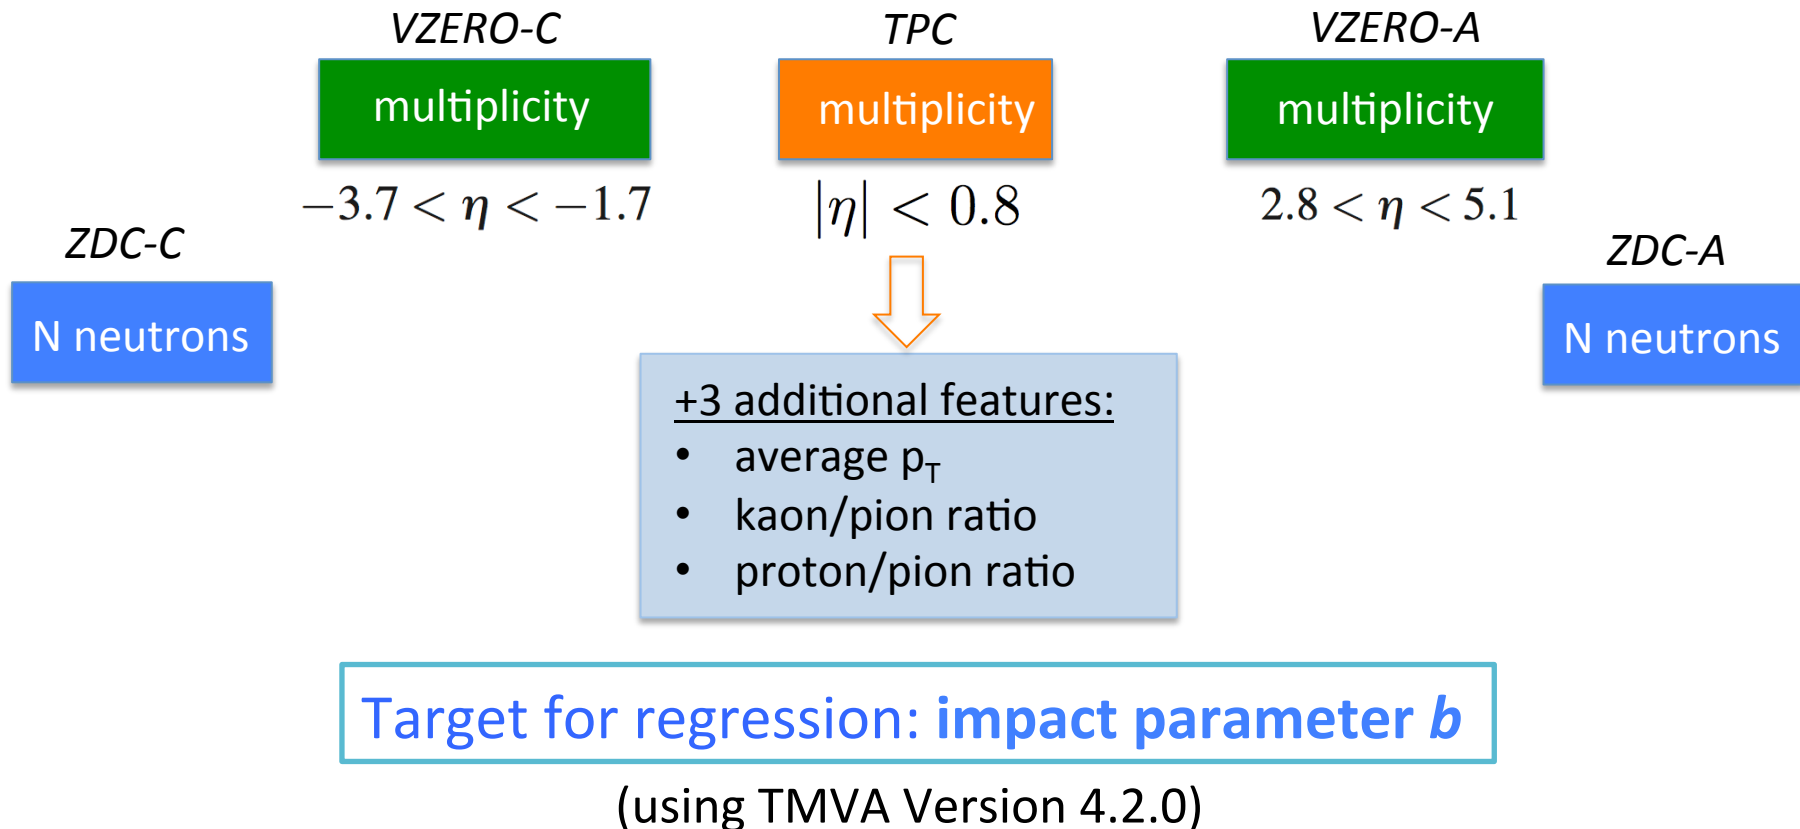 VZERO-C
TPC
VZERO-A
multiplicity
multiplicity
multiplicity
−3.7 < η < −1.7
|η| < 0.8
2.8 < η < 5.1
ZDC-C
ZDC-A
N neutrons
N neutrons
+3 additional features:
• average pT
• kaon/pion ratio
• proton/pion ratio
Target for regression: impact parameter b
(using TMVA Version 4.2.0)